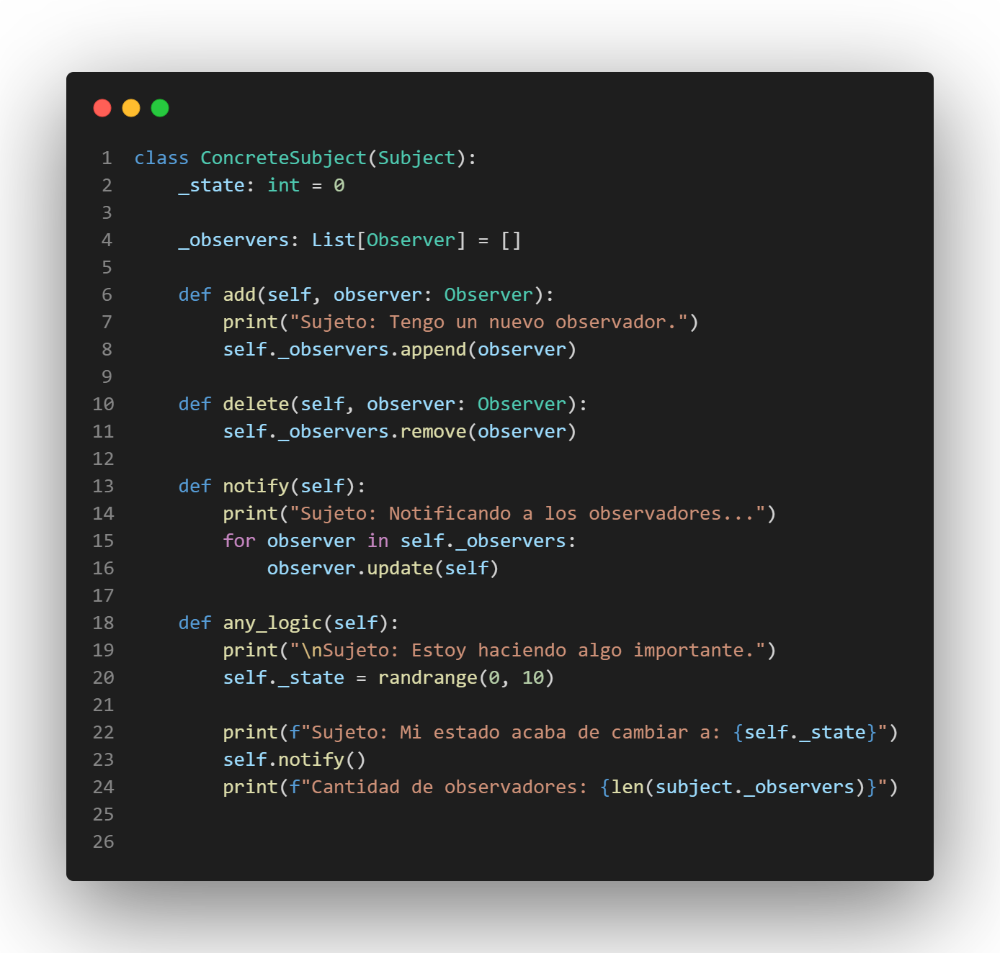 1 class ConcreteSubject(Subject):
2     _state: int = 0
3
4     _observers: List[Observer] = []
5
6     def add(self, observer: Observer):
7         print("Sujeto: Tengo un nuevo observador.")
8         self._observers.append(observer)
9
10     def delete(self, observer: Observer):
11         self._observers.remove(observer)
12
13     def notify(self):
14         print("Sujeto: Notificando a los observadores...")
15         for observer in self._observers:
16             observer.update(self)
17
18     def any_logic(self):
19         print("\nSujeto: Estoy haciendo algo importante.")
20         self._state = randrange(0, 10)
21
22         print(f"Sujeto: Mi estado acaba de cambiar a: {self._state}")
23         self.notify()
24         print(f"Cantidad de observadores: {len(subject._observers)}")
25
26